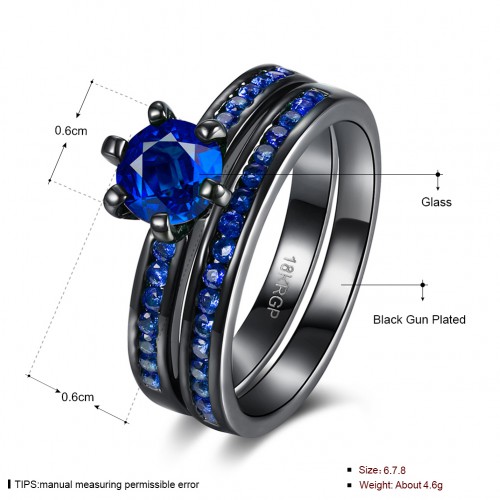 0.6cm
Glass
18KRGP
Black Gun Plated
0.6cm
Size: 6.7.8
TIPS:manual measuring permissible error
Weight: About 4.6g